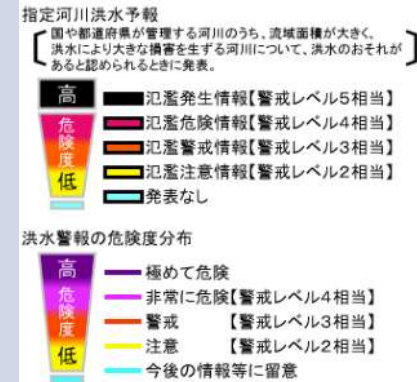 指定河川洪水予報
国や都道府県が管理する河川のうち、流域面積が大きく、
洪水により大きな損害を生ずる河川について、洪水のおそれが
あると認められるときに発表。
高
危険度
低
氾濫発生情報【警戒レベル5相当】
氾濫危険情報【警戒レベル4相当】
氾濫警戒情報【警戒レベル3相当】
氾濫注意情報【警戒レベル2相当】
発表なし
洪水警報の危険度分布
高
危険度
低
極めて危険
非常に危険【警戒レベル4相当】
警戒　　　【警戒レベル3相当】
注意　　　【警戒レベル2相当】
今後の情報等に留意